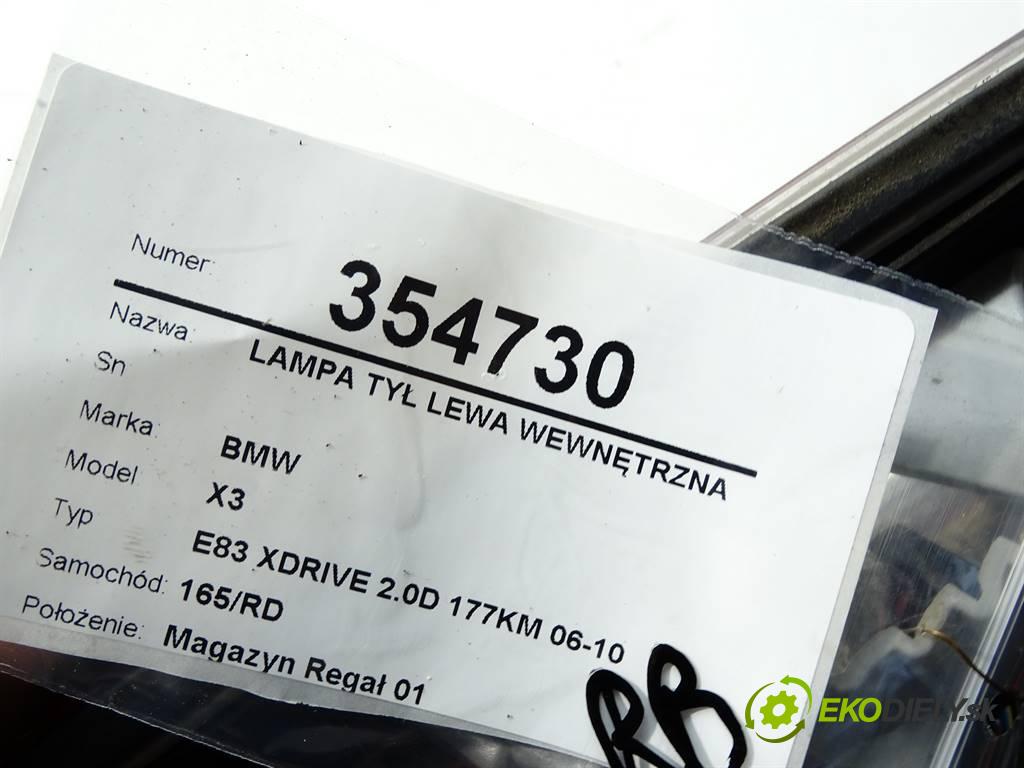 Numer: 354730
Nazwa: LAMPA TYŁ LEWA WEWNĘTRZNA
Sn
Marka: BMW
Model X3
Typ E83 XDRIVE 2.0D 177KM 06-10
Samochód: 165/RD
Położenie: Magazyn Regał 01
RB
EKODIELY.sk